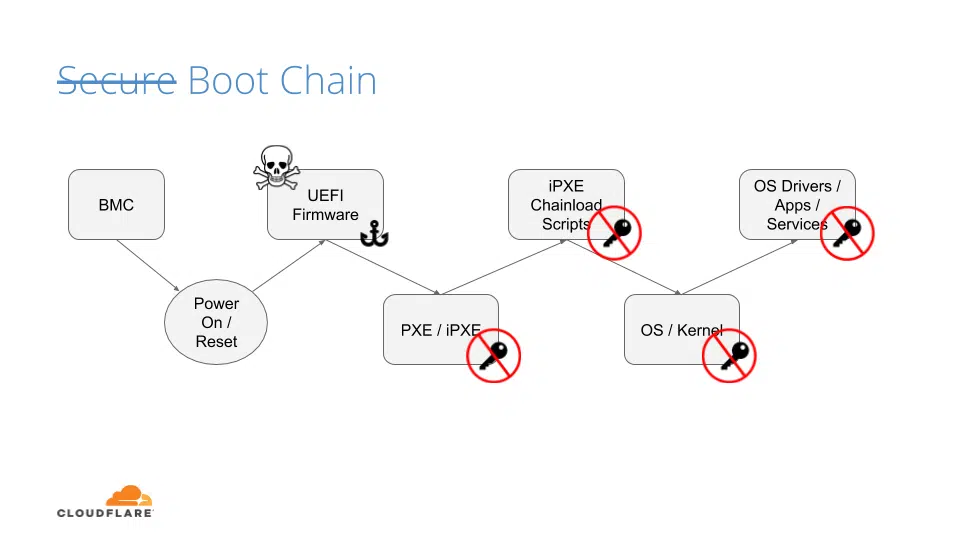 Secure Boot Chain
BMC
Power
On /
Reset
UEFI
Firmware
PXE / iPXE
iPXE
Chainload
Scripts
OS / Kernel
OS Drivers /
Apps /
Services
CLOUDFLARE